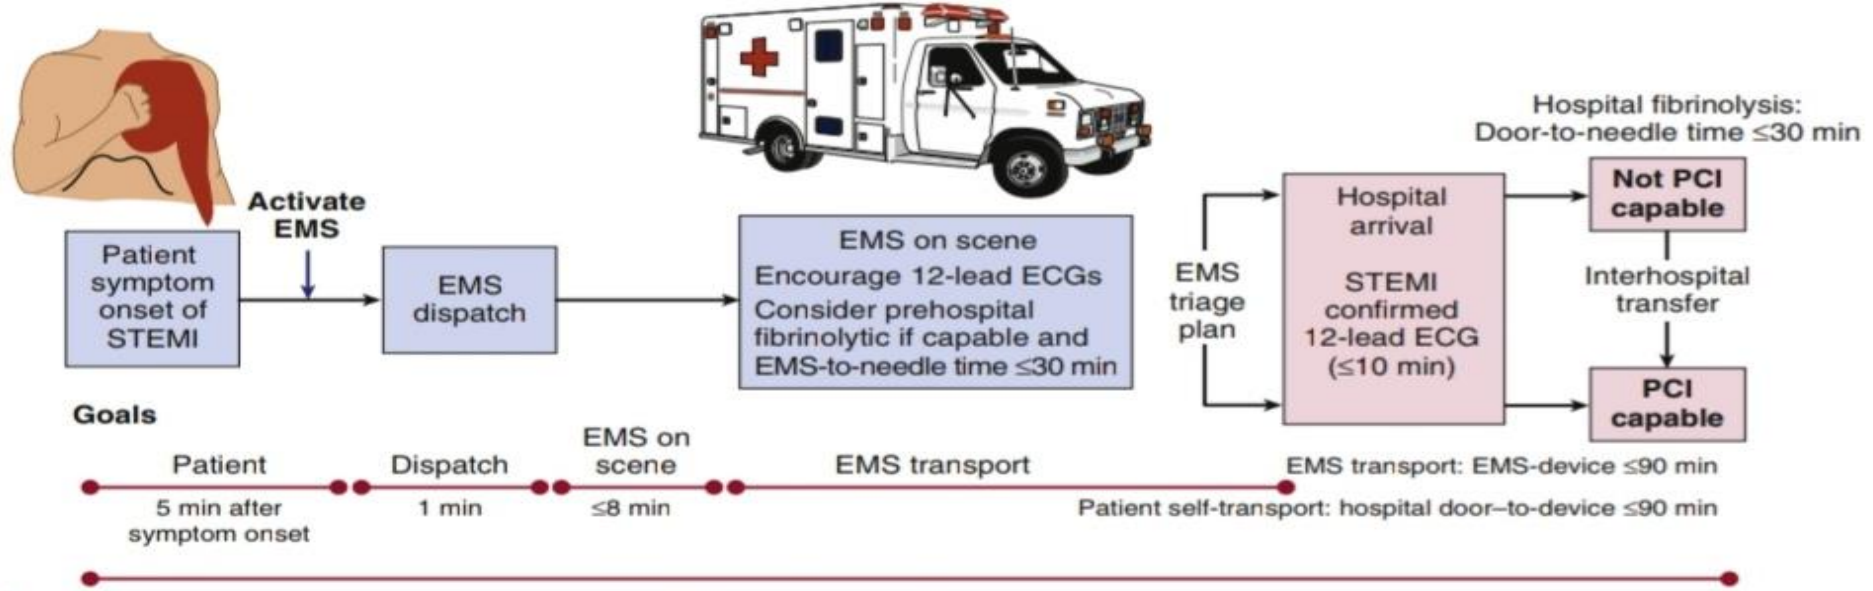 Activate
EMS
Patient
symptom
onset of
STEMI
EMS
dispatch
EMS on scene
Encourage 12-lead ECGs
Consider prehospital
fibrinolytic if capable and
EMS-to-needle time ≤30 min
EMS
triage
plan
Hospital
arrival
STEMI
confirmed
12-lead ECG
(≤10 min)
Hospital fibrinolysis:
Door-to-needle time ≤30 min
Not PCI
capable
Interhospital
transfer
PCI
capable
Goals
Patient
5 min after
symptom onset
Dispatch
1 min
EMS on
scene
≤8 min
EMS transport
EMS transport: EMS-device ≤90 min
Patient self-transport: hospital door–to-device ≤90 min